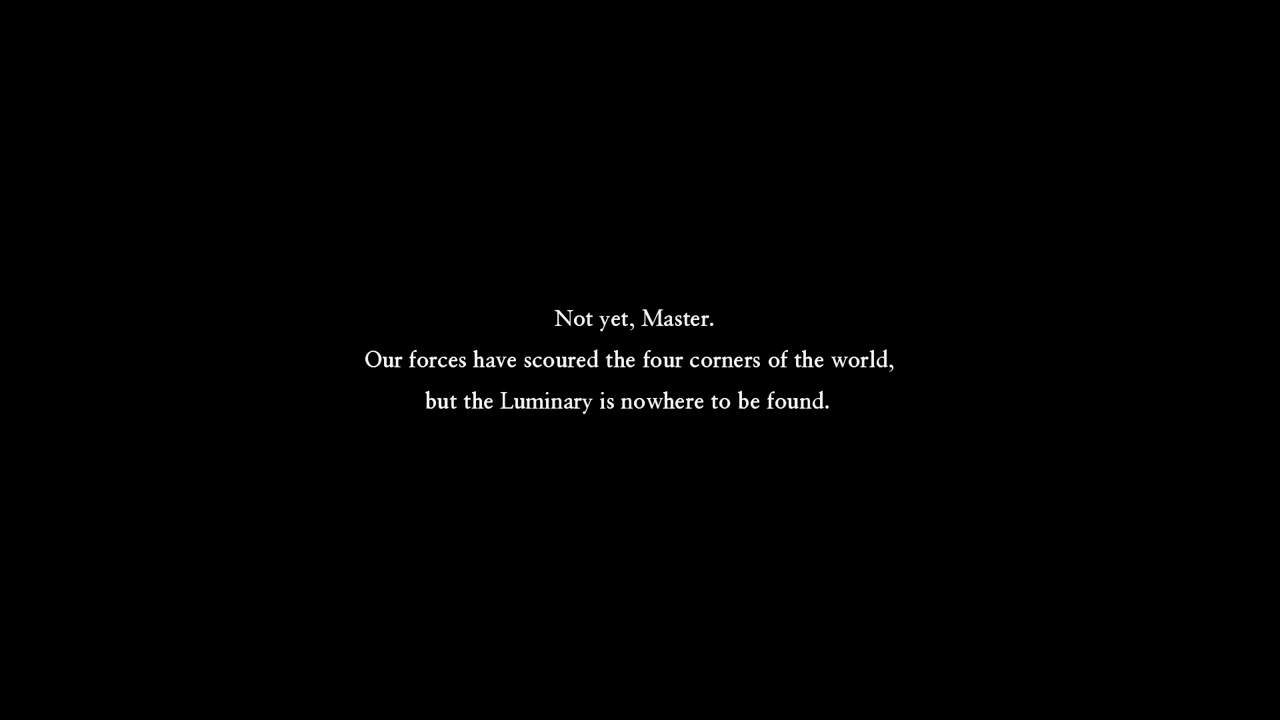 Not yet, Master.
Our forces have scoured the four corners of the world,
but the Luminary is nowhere to be found.